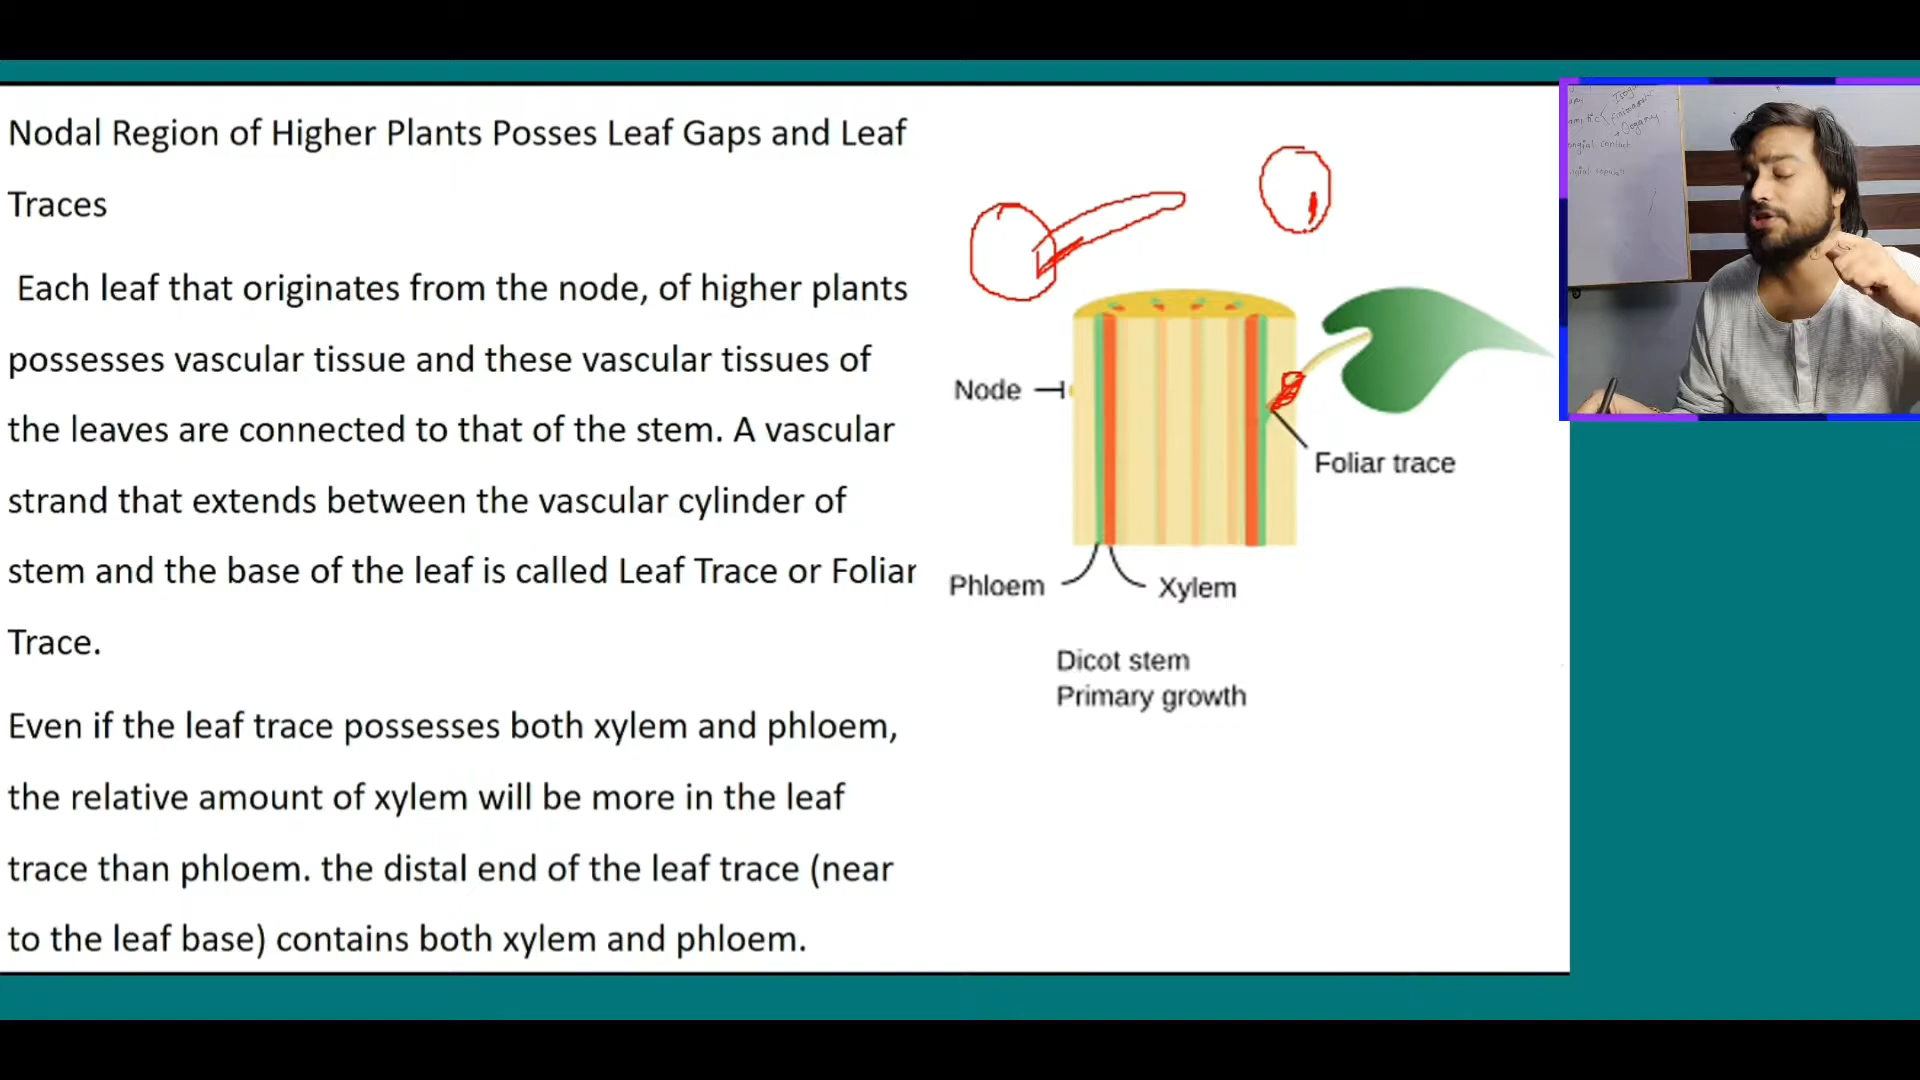 Nodal Region of Higher Plants Posses Leaf Gaps and Leaf
Traces
Each leaf that originates from the node, of higher plants
possesses vascular tissue and these vascular tissues of
the leaves are connected to that of the stem. A vascular
strand that extends between the vascular cylinder of
stem and the base of the leaf is called Leaf Trace or Foliar
Trace.
Even if the leaf trace possesses both xylem and phloem,
the relative amount of xylem will be more in the leaf
trace than phloem. the distal end of the leaf trace (near
to the leaf base) contains both xylem and phloem.
Node
Foliar trace
Phloem
Xylem
Dicot stem
Primary growth
Oogamy
contact